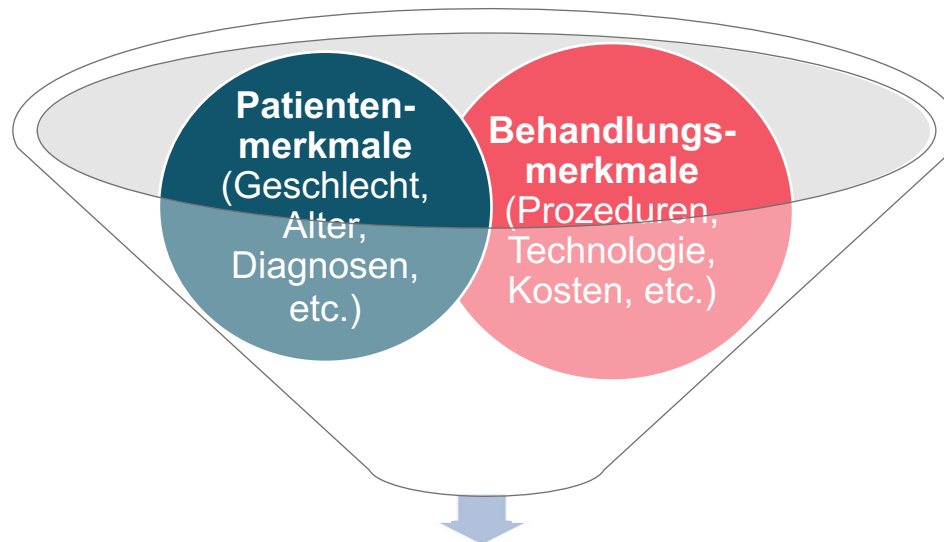 Patienten-
merkmale
(Geschlecht,
Alter,
Diagnosen,
etc.)
Behandlungs-
merkmale
(Prozeduren,
Technologie,
Kosten, etc.)